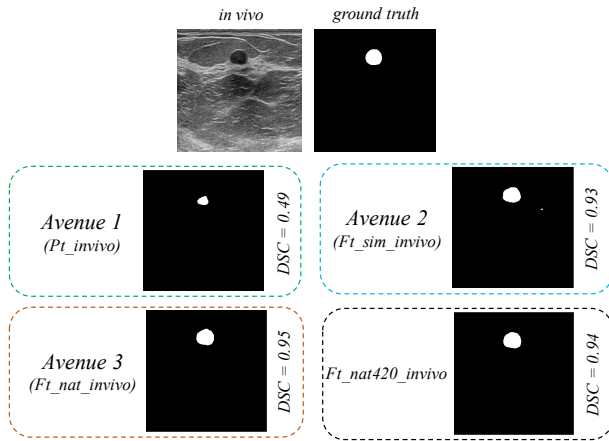 in vivo
ground truth
Avenue 1
(Pt_invivo)
DSC = 0.49
Avenue 2
(Ft_sim_invivo)
DSC = 0.93
Avenue 3
(Ft_nat_invivo)
DSC = 0.95
Ft_nat420_invivo
DSC = 0.94